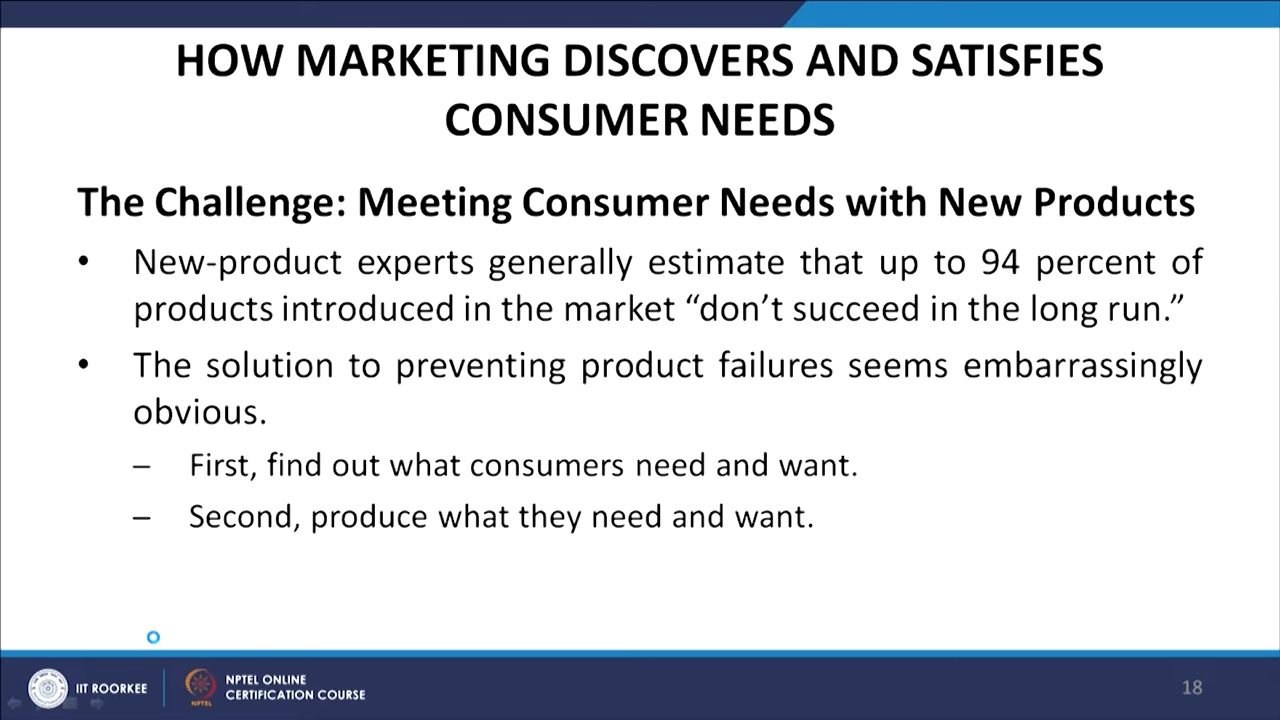 HOW MARKETING DISCOVERS AND SATISFIES
CONSUMER NEEDS
The Challenge: Meeting Consumer Needs with New Products
• New-product experts generally estimate that up to 94 percent of
products introduced in the market “don’t succeed in the long run.”
• The solution to preventing product failures seems embarrassingly
obvious.
– First, find out what consumers need and want.
– Second, produce what they need and want.
IIT ROORKEE
NPTEL
NPTEL ONLINE
CERTIFICATION COURSE
18